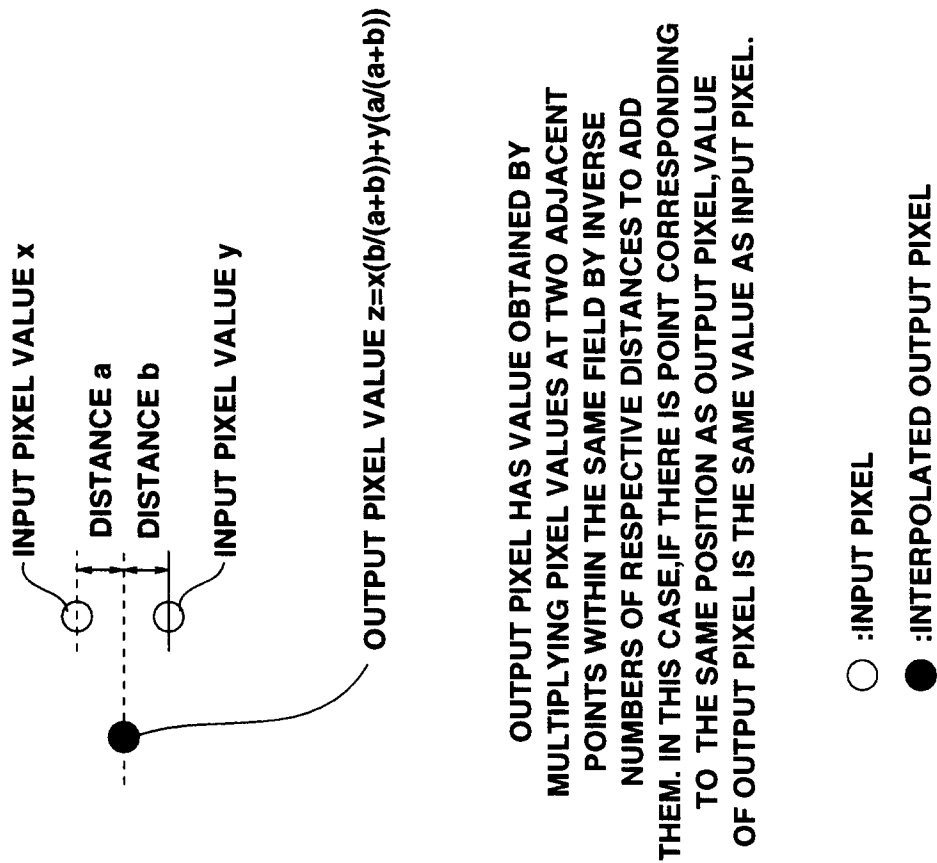 INPUT PIXEL VALUE x
DISTANCE a
DISTANCE b
INPUT PIXEL VALUE y
OUTPUT PIXEL VALUE z=x(b/(a+b))+y(a/(a+b))
OUTPUT PIXEL HAS VALUE OBTAINED BY
MULTIPLYING PIXEL VALUES AT TWO ADJACENT
POINTS WITHIN THE SAME FIELD BY INVERSE
NUMBERS OF RESPECTIVE DISTANCES TO ADD
THEM. IN THIS CASE,IF THERE IS POINT CORRESPONDING
TO THE SAME POSITION AS OUTPUT PIXEL,VALUE
OF OUTPUT PIXEL IS THE SAME VALUE AS INPUT PIXEL.
:INPUT PIXEL
:INTERPOLATED OUTPUT PIXEL